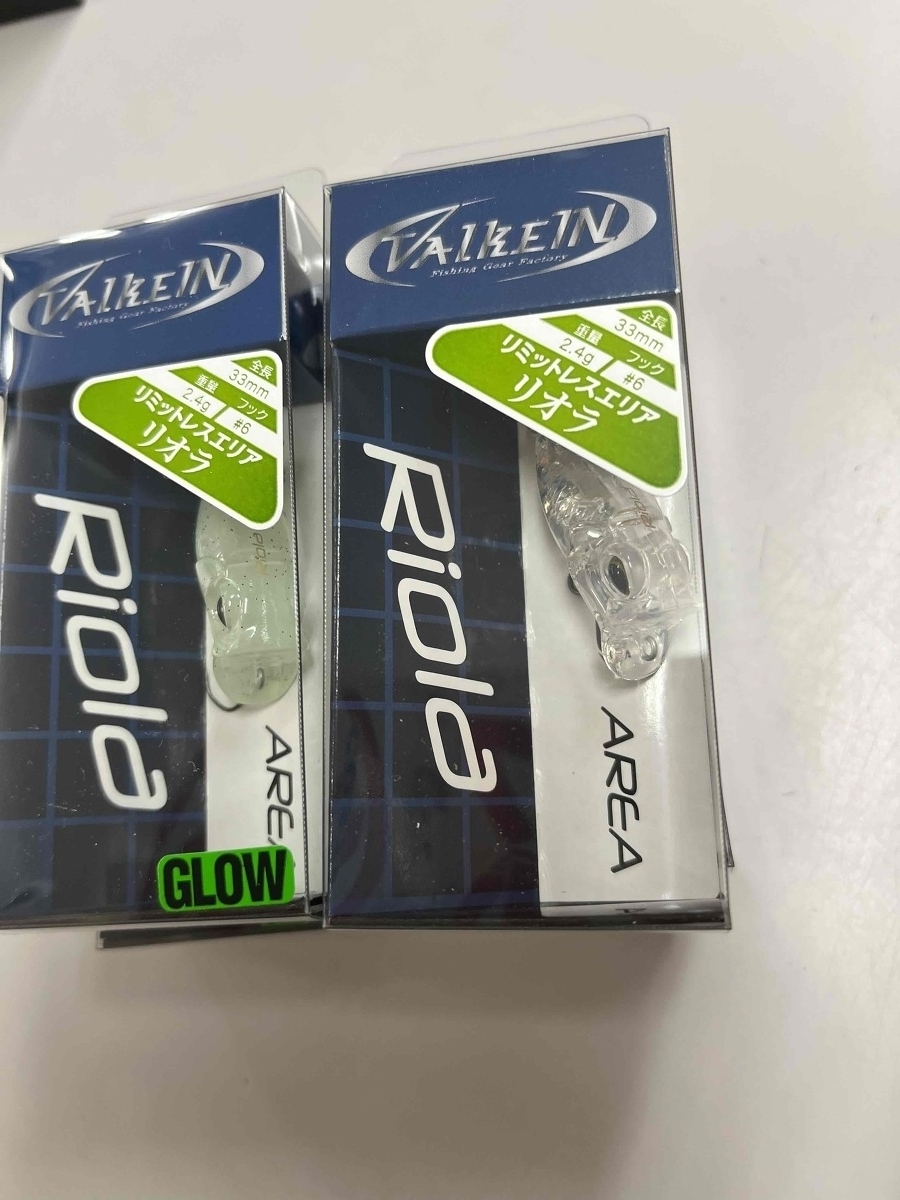 VALKEIN
Fishing Gear Factory
全長
33mm
重量
2.4g
フック
#6
リミットレスエリア
リオラ
Riola
AREA
GLOW
VALKEIN
Fishing Gear Factory
全長
33mm
重量
2.4g
フック
#6
リミットレスエリア
リオラ
Riola
AREA